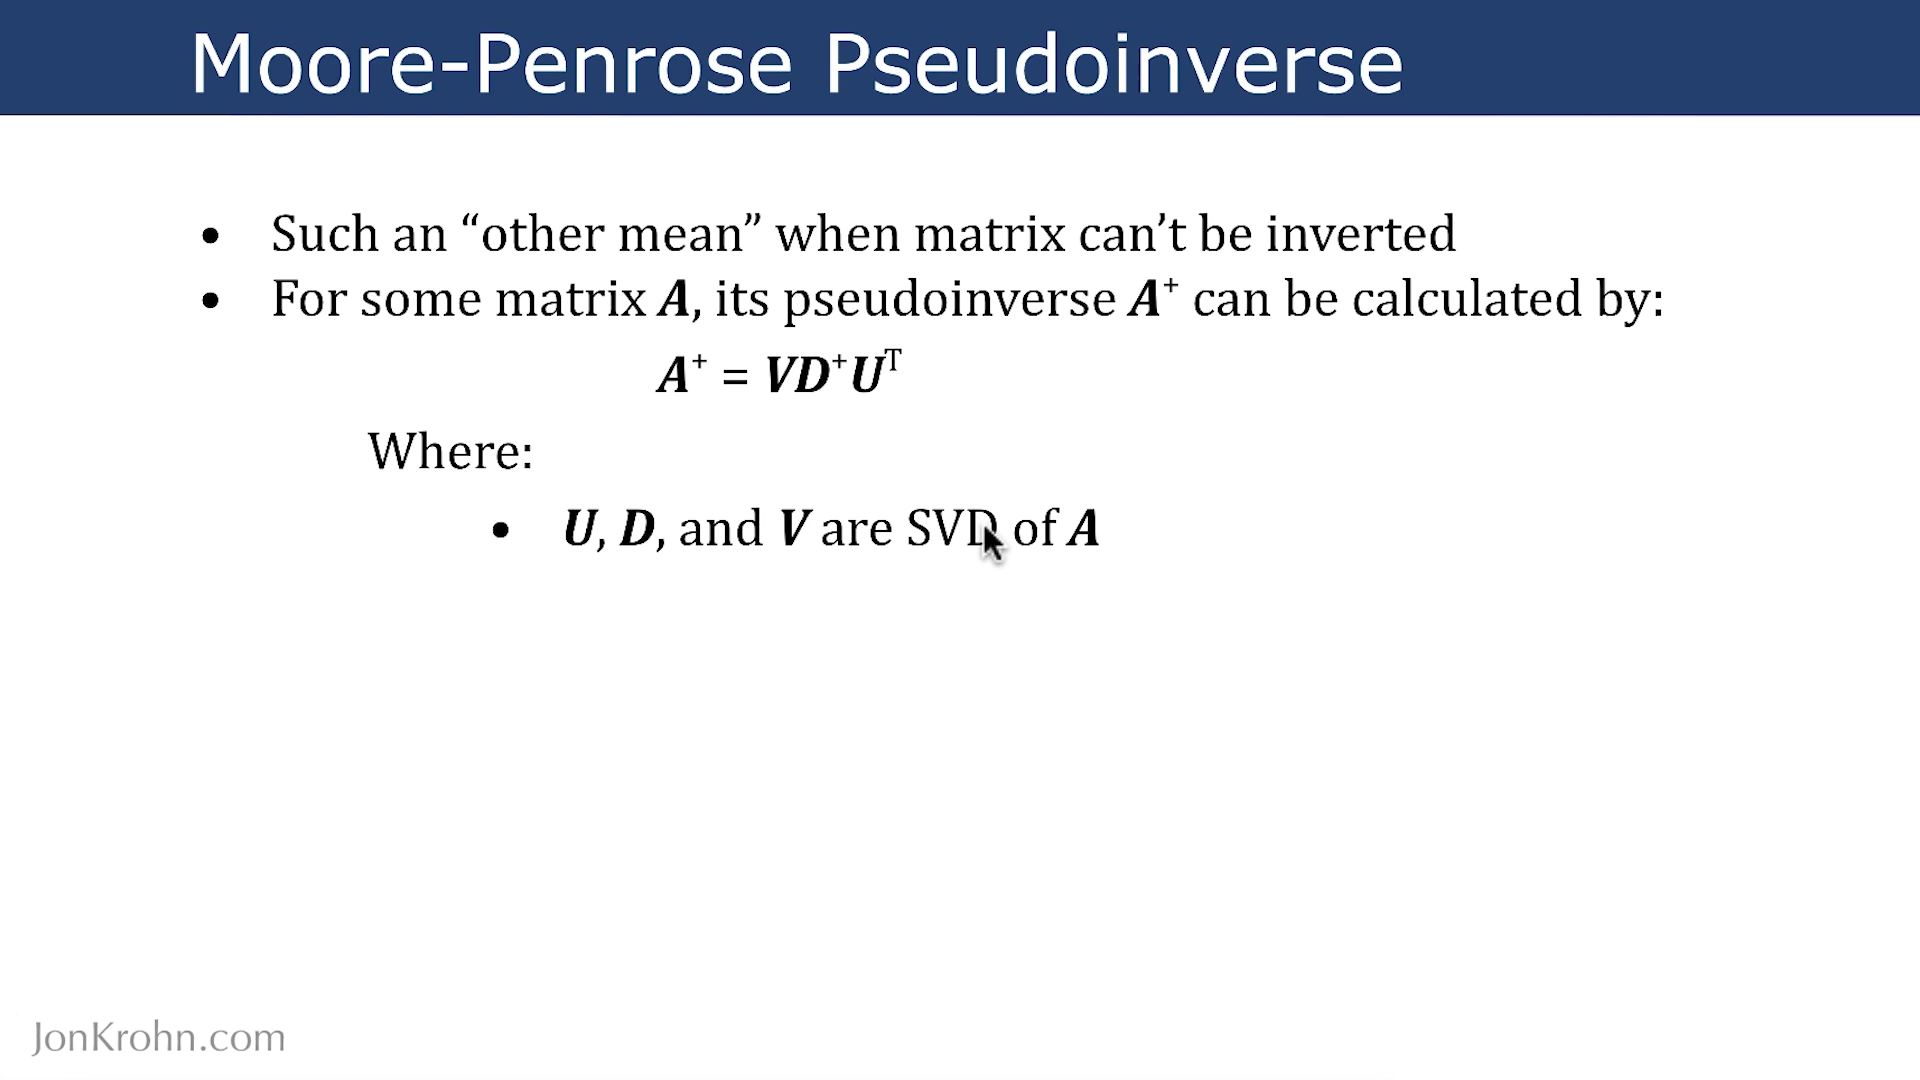 Moore-Penrose Pseudoinverse
• Such an “other mean” when matrix can’t be inverted
• For some matrix A, its pseudoinverse A⁺ can be calculated by:
A⁺ = VD⁺Uᵀ
Where:
• U, D, and V are SVD of A
JonKrohn.com